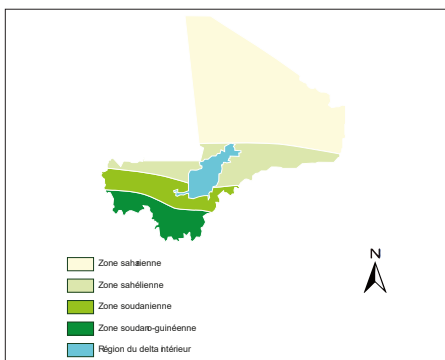 N
Zone saharienne
Zone sahélienne
Zone soudanienne
Zone soudano-guinéenne
Région du delta intérieur